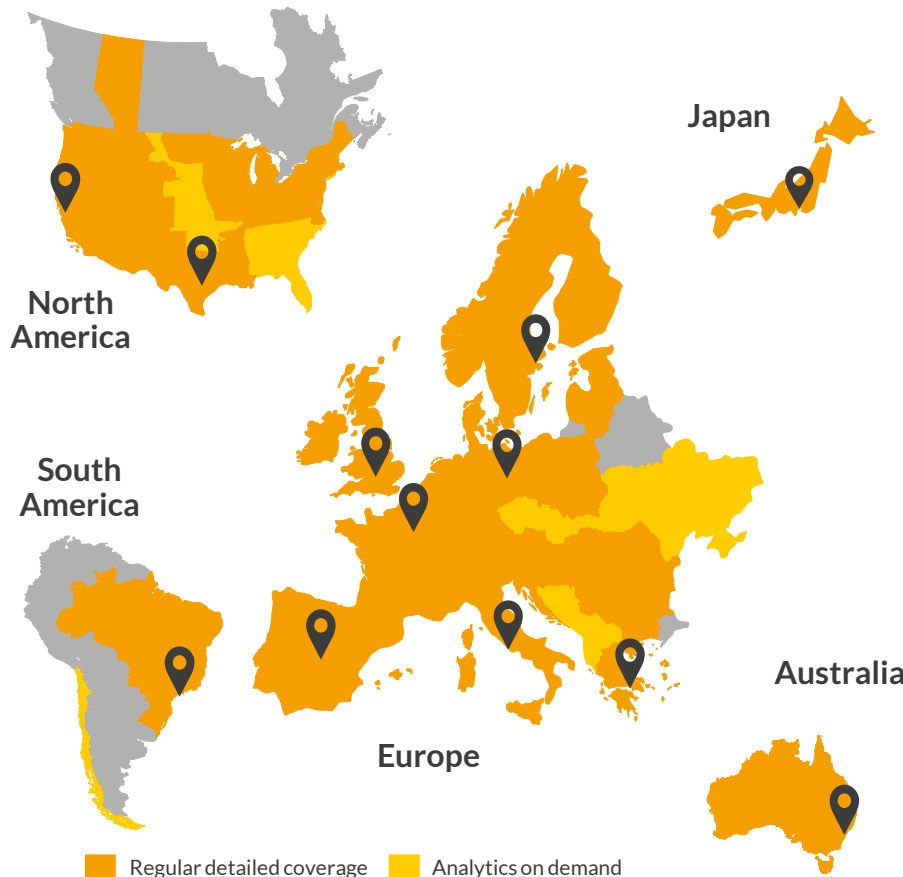 Japan
North
America
South
America
Australia
Europe
Regular detailed coverage
Analytics on demand